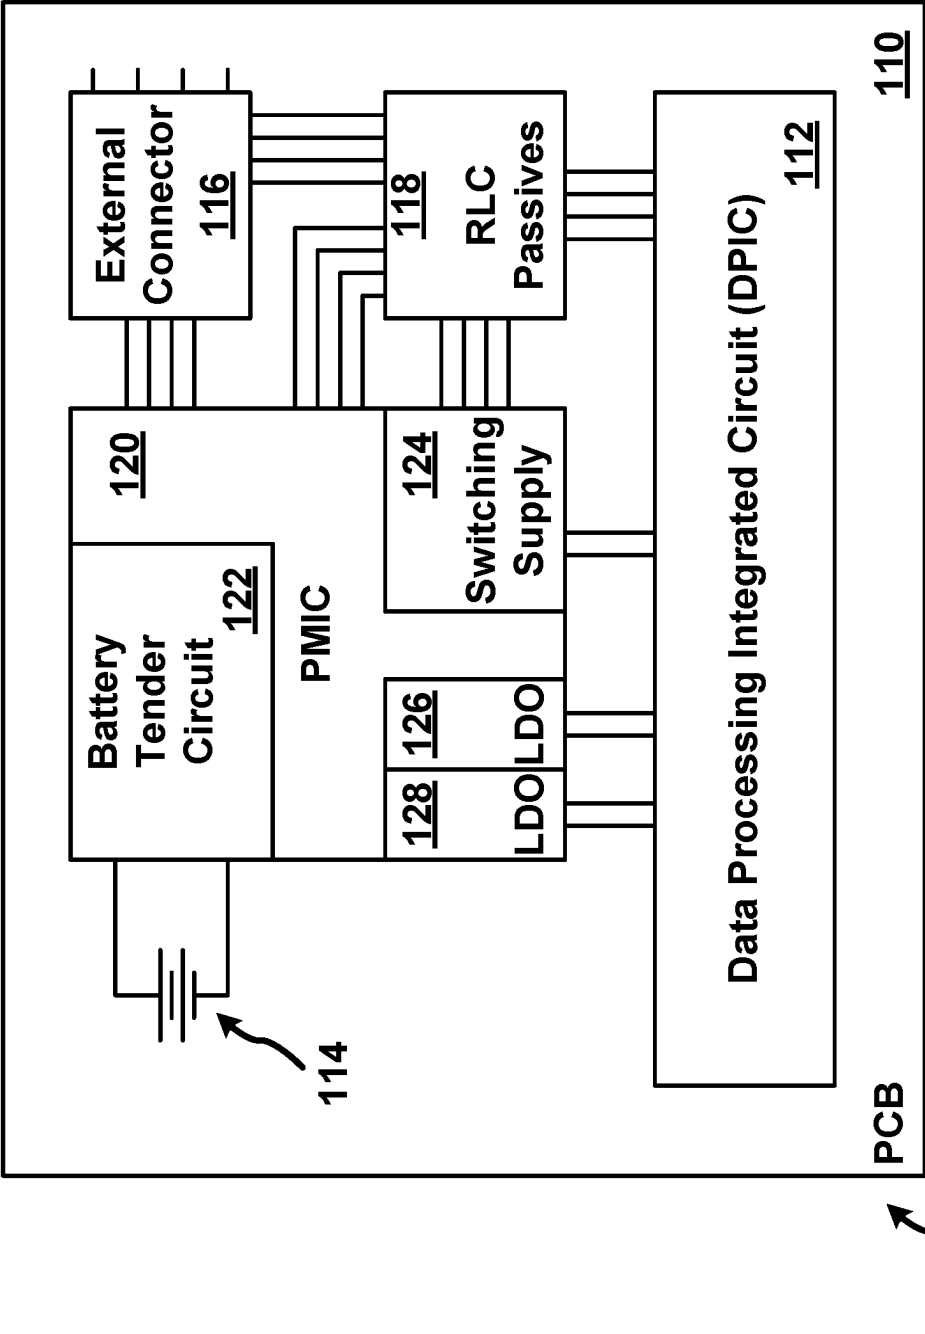 114
Battery
Tender
Circuit
122
120
External
Connector
116
PMIC
128
LDO
126
LDO
124
Switching
Supply
118
RLC
Passives
Data Processing Integrated Circuit (DPIC)
112
PCB
110